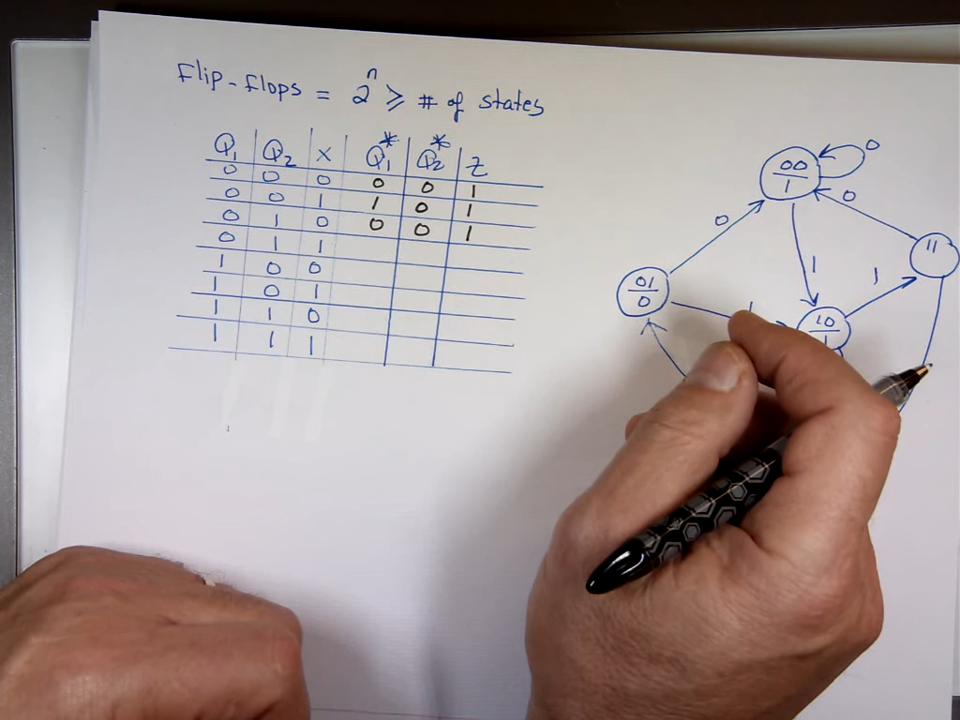 Flip-Flops = 2^n ≥ # of states
Q1 Q2 x Q1* Q2* Z
0 0 0 0 0 1
0 0 1 1 0 1
0 1 0 0 0 1
0 1 1
1 0 0
1 0 1
1 1 0
1 1 1
00
1
0
0
0
11
1
1
01
0
10
1